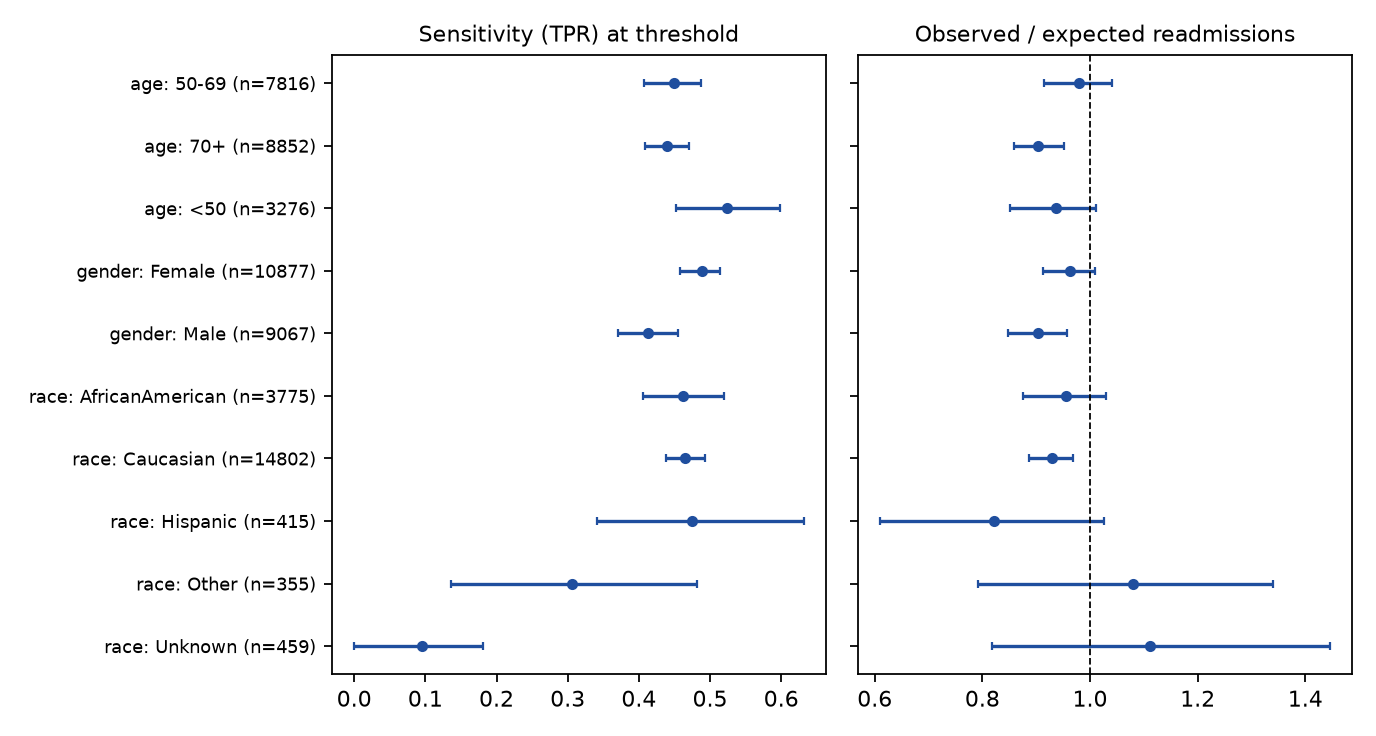 Sensitivity (TPR) at threshold
Observed / expected readmissions
age: 50-69 (n=7816)
age: 70+ (n=8852)
age: <50 (n=3276)
gender: Female (n=10877)
gender: Male (n=9067)
race: AfricanAmerican (n=3775)
race: Caucasian (n=14802)
race: Hispanic (n=415)
race: Other (n=355)
race: Unknown (n=459)
0.0 0.1 0.2 0.3 0.4 0.5 0.6
0.6 0.8 1.0 1.2 1.4